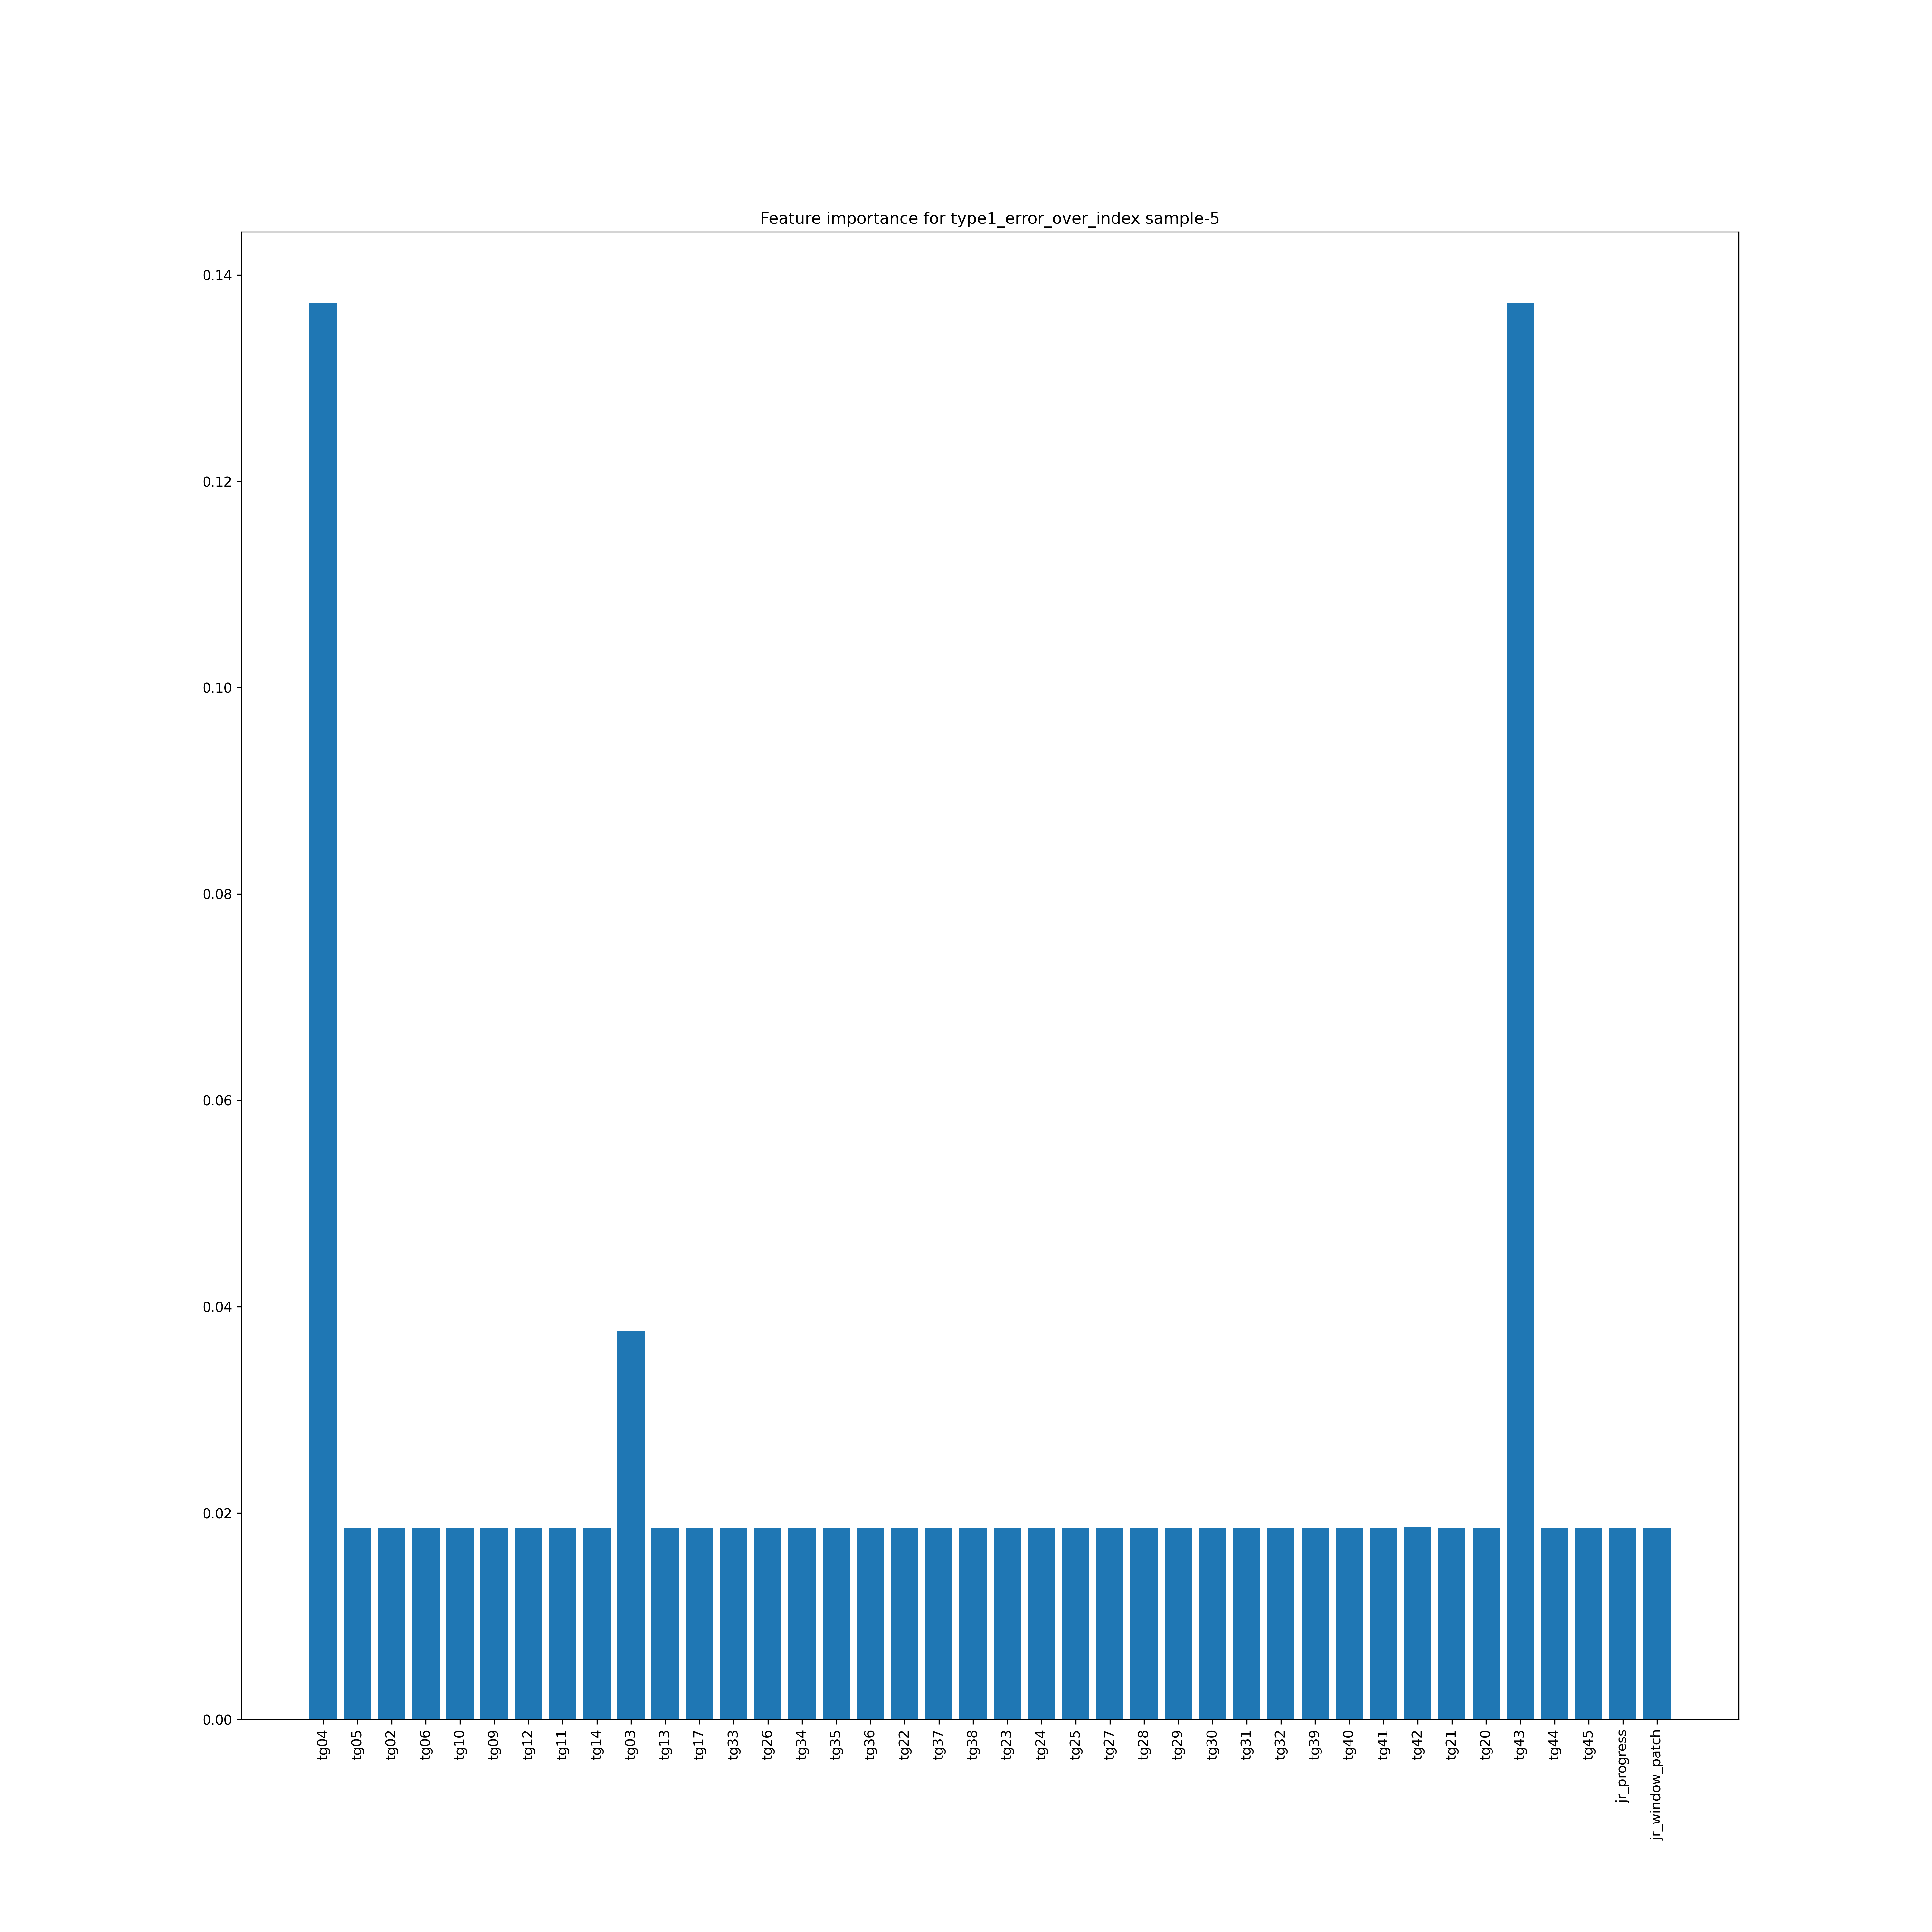 Feature importance for type1_error_over_index sample-5
0.14
0.12
0.10
0.08
0.06
0.04
0.02
0.00
tg04
tg05
tg02
tg06
tg10
tg09
tg12
tg11
tg14
tg03
tg13
tg17
tg33
tg26
tg34
tg35
tg36
tg22
tg37
tg38
tg23
tg24
tg25
tg27
tg28
tg29
tg30
tg31
tg32
tg39
tg40
tg41
tg42
tg21
tg20
tg43
tg44
tg45
jr_progress
jr_window_patch